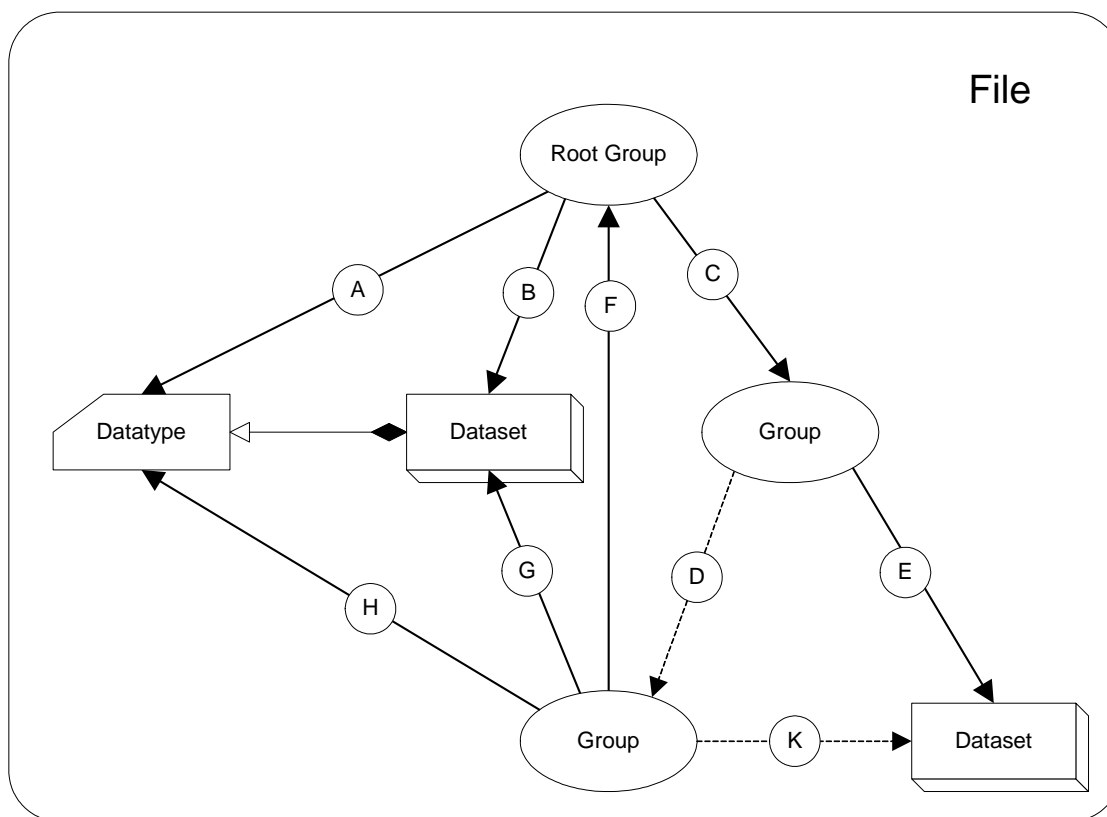 File
Root Group
A
B
F
C
Datatype
Dataset
Group
H
G
D
E
Group
K
Dataset